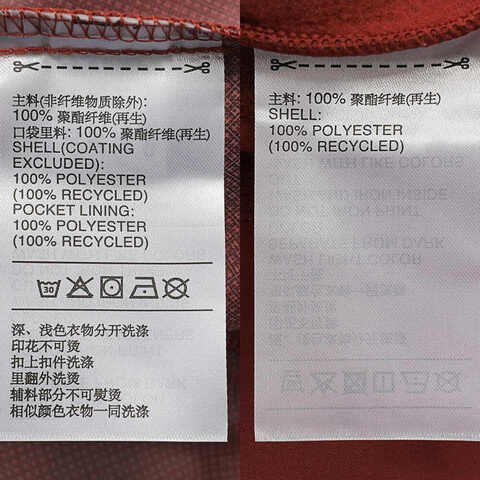 主料(非纤维物质除外):
100% 聚酯纤维(再生)
口袋里料: 100% 聚酯纤维(再生)
SHELL(COATING
EXCLUDED):
100% POLYESTER
(100% RECYCLED)
POCKET LINING:
100% POLYESTER
(100% RECYCLED)
30
深、浅色衣物分开洗涤
印花不可烫
扣上扣件洗涤
里翻外洗烫
辅料部分不可熨烫
相似颜色衣物一同洗涤
主料: 100% 聚酯纤维(再生)
SHELL:
100% POLYESTER
(100% RECYCLED)